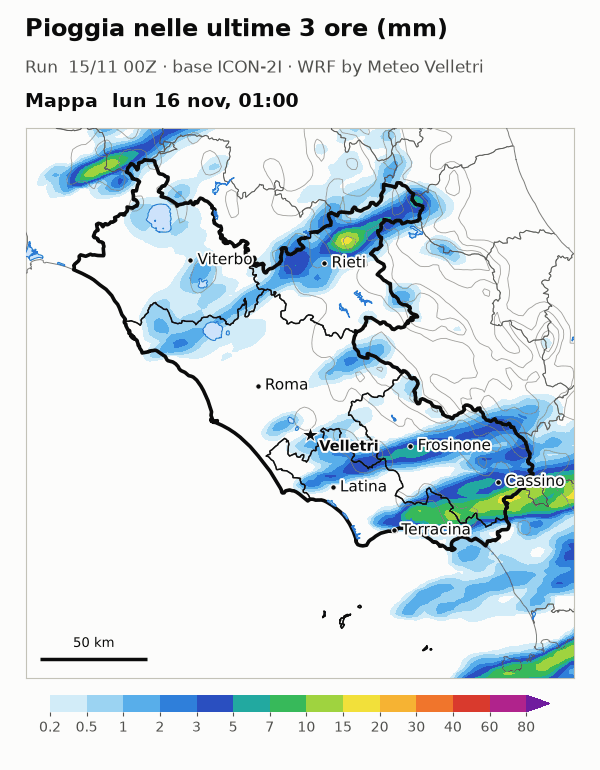 Pioggia nelle ultime 3 ore (mm)
Run  15/11 00Z · base ICON-2I · WRF by Meteo Velletri
Mappa  lun 16 nov, 01:00
Viterbo
Rieti
Roma
Velletri
Frosinone
Latina
Cassino
Terracina
50 km
0.2 0.5 1 2 3 5 7 10 15 20 30 40 60 80